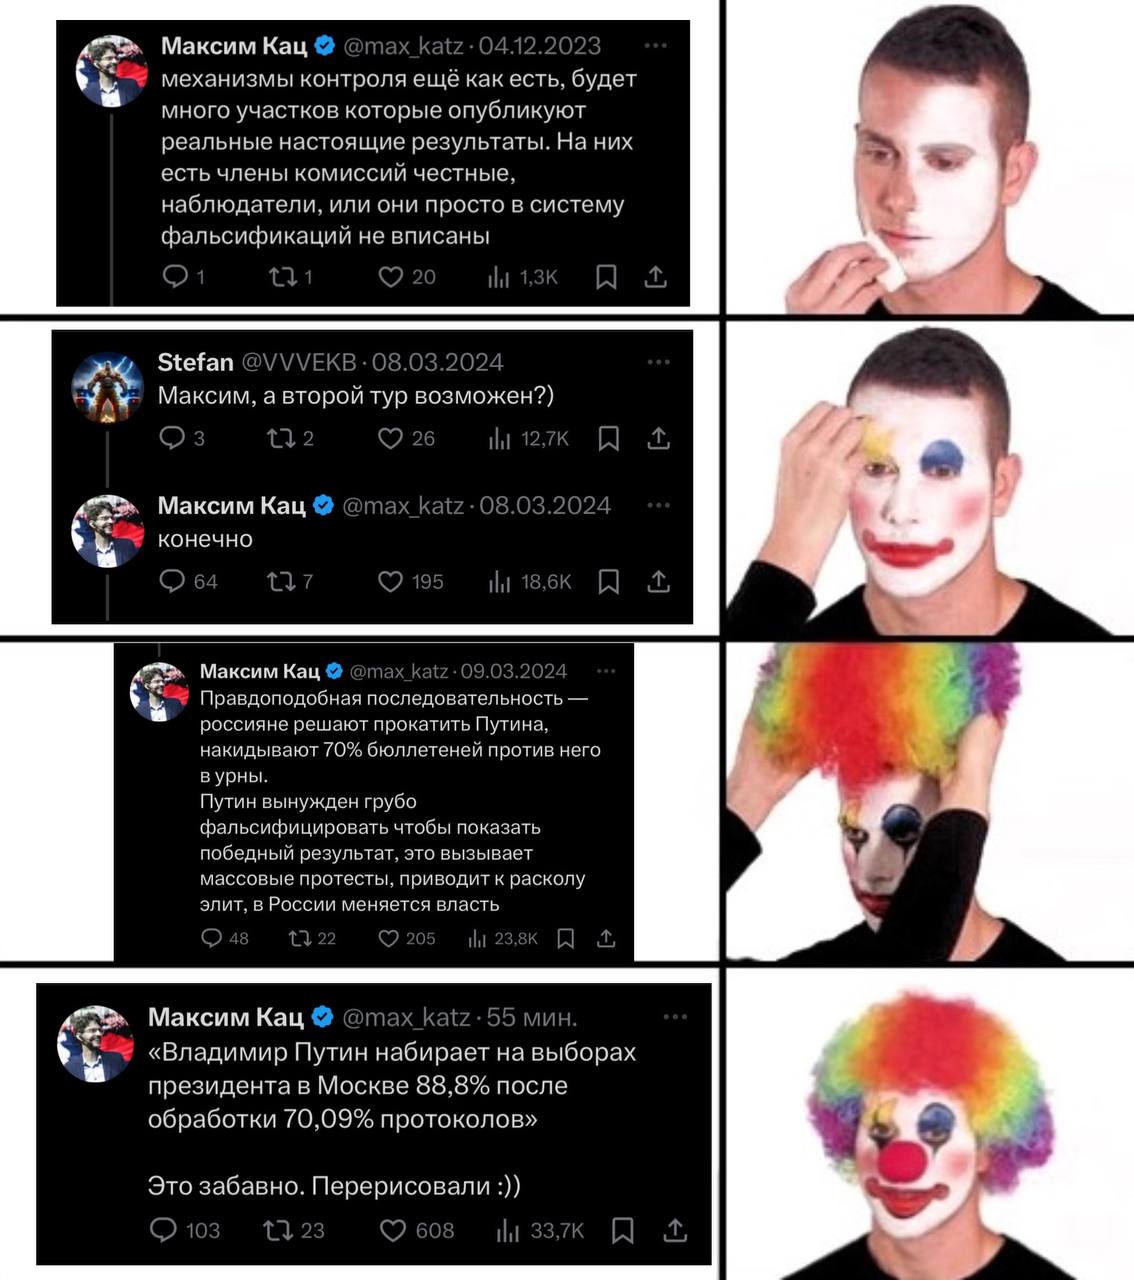 Максим Кац @max_katz · 04.12.2023
механизмы контроля ещё как есть, будет
много участков которые опубликуют
реальные настоящие результаты. На них
есть члены комиссий честные,
наблюдатели, или они просто в систему
фальсификаций не вписаны
1 1 20 1,3K
Stefan @VVVEKB · 08.03.2024
Максим, а второй тур возможен?)
3 2 26 12,7K
Максим Кац @max_katz · 08.03.2024
конечно
64 7 195 18,6K
Максим Кац @max_katz · 09.03.2024
Правдоподобная последовательность —
россияне решают прокатить Путина,
накидывают 70% бюллетеней против него
в урны.
Путин вынужден грубо
фальсифицировать чтобы показать
победный результат, это вызывает
массовые протесты, приводит к расколу
элит, в России меняется власть
48 22 205 23,8K
Максим Кац @max_katz · 55 мин.
«Владимир Путин набирает на выборах
президента в Москве 88,8% после
обработки 70,09% протоколов»
Это забавно. Перерисовали :))
103 23 608 33,7K